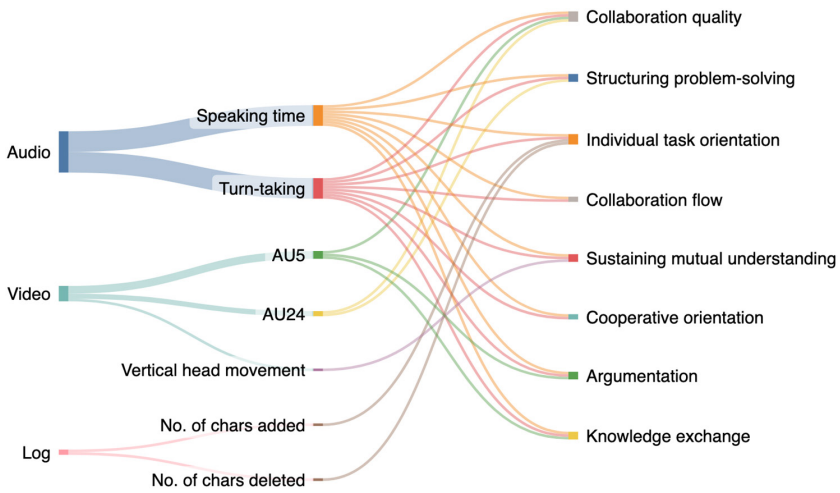 Audio
Video
Log
Speaking time
Turn-taking
AU5
AU24
Vertical head movement
No. of chars added
No. of chars deleted
Collaboration quality
Structuring problem-solving
Individual task orientation
Collaboration flow
Sustaining mutual understanding
Cooperative orientation
Argumentation
Knowledge exchange